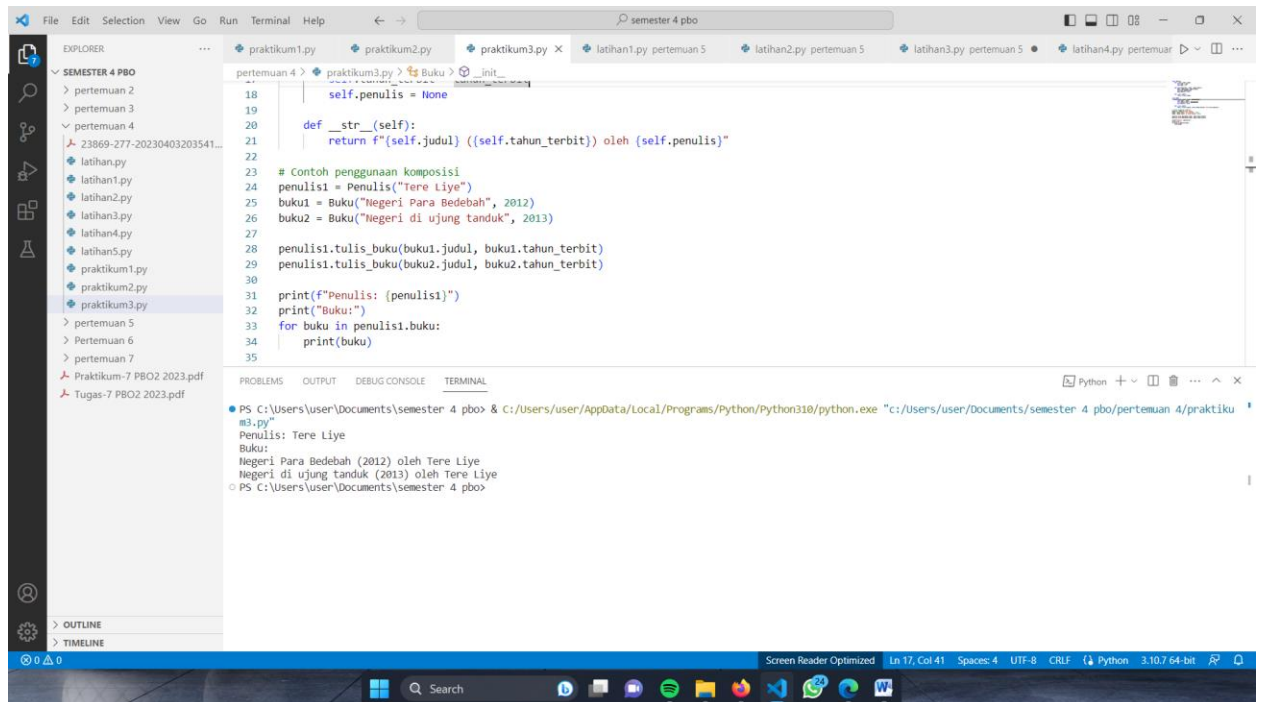 File Edit Selection View Go Run Terminal Help
semester 4 pbo
EXPLORER
praktikum1.py
praktikum2.py
praktikum3.py
latihan1.py pertemuan 5
latihan2.py pertemuan 5
latihan3.py pertemuan 5
latihan4.py pertemuar
SEMESTER 4 PBO
pertemuan 2
pertemuan 3
pertemuan 4
23869-277-20230403203541...
latihan.py
latihan1.py
latihan2.py
latihan3.py
latihan4.py
latihan5.py
praktikum1.py
praktikum2.py
praktikum3.py
pertemuan 5
Pertemuan 6
pertemuan 7
Praktikum-7 PBO2 2023.pdf
Tugas-7 PBO2 2023.pdf
OUTLINE
TIMELINE
pertemuan 4 > praktikum3.py > Buku > __init__
17 self.tahun_terbit = tahun_terbit
18 self.penulis = None
19
20 def __str__(self):
21 return f"{self.judul} ({self.tahun_terbit}) oleh {self.penulis}"
22
23 # Contoh penggunaan komposisi
24 penulis1 = Penulis("Tere Liye")
25 buku1 = Buku("Negeri Para Bedebah", 2012)
26 buku2 = Buku("Negeri di ujung tanduk", 2013)
27
28 penulis1.tulis_buku(buku1.judul, buku1.tahun_terbit)
29 penulis1.tulis_buku(buku2.judul, buku2.tahun_terbit)
30
31 print(f"Penulis: {penulis1}")
32 print("Buku:")
33 for buku in penulis1.buku:
34 print(buku)
35
PROBLEMS OUTPUT DEBUG CONSOLE TERMINAL
Python
PS C:\Users\user\Documents\semester 4 pbo> & C:/Users/user/AppData/Local/Programs/Python/Python310/python.exe "c:/Users/user/Documents/semester 4 pbo/pertemuan 4/praktiku
m3.py"
Penulis: Tere Liye
Buku:
Negeri Para Bedebah (2012) oleh Tere Liye
Negeri di ujung tanduk (2013) oleh Tere Liye
PS C:\Users\user\Documents\semester 4 pbo>
0 0
Screen Reader Optimized Ln 17, Col 41 Spaces: 4 UTF-8 CRLF Python 3.10.7 64-bit
Search
24